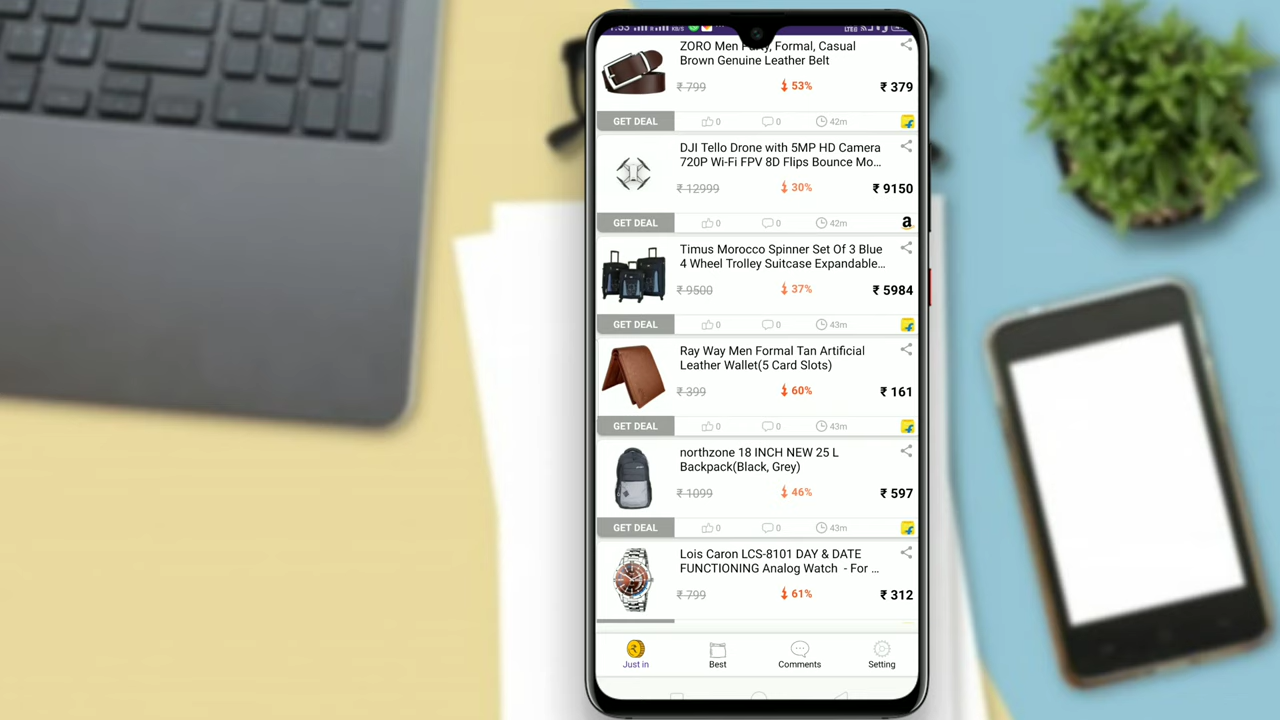 ZORO Men Party, Formal, Casual
Brown Genuine Leather Belt
₹ 799 53% ₹ 379
GET DEAL 0 0 42m
DJI Tello Drone with 5MP HD Camera
720P Wi-Fi FPV 8D Flips Bounce Mo...
₹ 12999 30% ₹ 9150
GET DEAL 0 0 42m a
Timus Morocco Spinner Set Of 3 Blue
4 Wheel Trolley Suitcase Expandable...
₹ 9500 37% ₹ 5984
GET DEAL 0 0 43m
Ray Way Men Formal Tan Artificial
Leather Wallet(5 Card Slots)
₹ 399 60% ₹ 161
GET DEAL 0 0 43m
northzone 18 INCH NEW 25 L
Backpack(Black, Grey)
₹ 1099 46% ₹ 597
GET DEAL 0 0 43m
Lois Caron LCS-8101 DAY & DATE
FUNCTIONING Analog Watch - For ...
₹ 799 61% ₹ 312
Just in Best Comments Setting